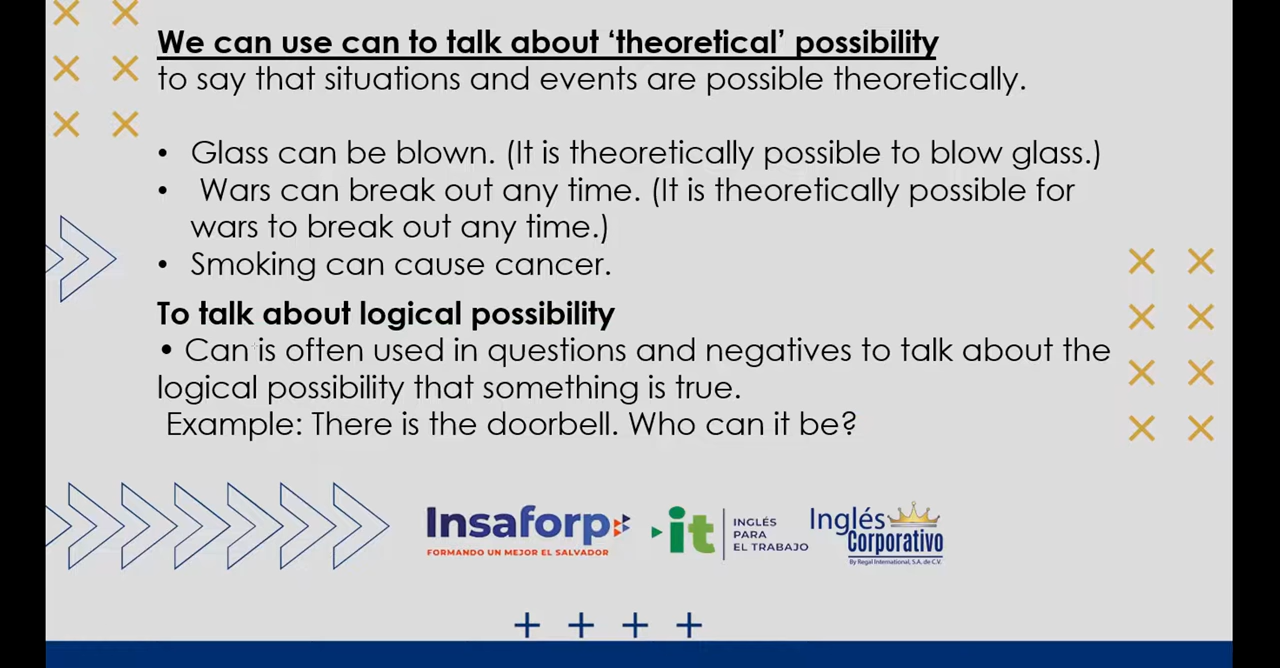 We can use can to talk about ‘theoretical’ possibility
to say that situations and events are possible theoretically.
• Glass can be blown. (It is theoretically possible to blow glass.)
• Wars can break out any time. (It is theoretically possible for
wars to break out any time.)
• Smoking can cause cancer.
To talk about logical possibility
• Can is often used in questions and negatives to talk about the
logical possibility that something is true.
Example: There is the doorbell. Who can it be?
Insaforp
FORMANDO UN MEJOR EL SALVADOR
it
INGLÉS
PARA
EL TRABAJO
Inglés
Corporativo
By Regal International, S.A. de C.V.